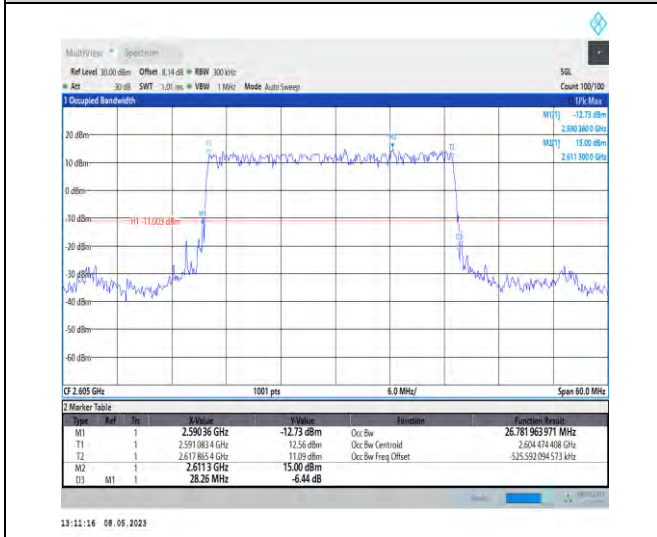 MultiView Spectrum
Ref Level 30.00 dBm Offset 8.14 dB RBW 300 kHz SGL
Att 30 dB SWT 1.01 ms VBW 1 MHz Mode Auto Sweep Count 100/100
1 Occupied Bandwidth 1Pk Max
M1[1] -12.73 dBm
2.590 360 0 GHz
M2[1] 15.00 dBm
2.611 300 0 GHz
20 dBm
T1 M2 T2
10 dBm
0 dBm
M1
-10 dBm H1 -11.003 dBm
D3
-20 dBm
-30 dBm
-40 dBm
-50 dBm
-60 dBm
CF 2.605 GHz 1001 pts 6.0 MHz/ Span 60.0 MHz
2 Marker Table
Type Ref Trc X-Value Y-Value Function Function Result
M1 1 2.590 36 GHz -12.73 dBm Occ Bw 26.781 963 971 MHz
T1 1 2.591 083 4 GHz 12.56 dBm Occ Bw Centroid 2.604 474 408 GHz
T2 1 2.617 865 4 GHz 11.09 dBm Occ Bw Freq Offset -525.592 094 573 kHz
M2 1 2.611 3 GHz 15.00 dBm
D3 M1 1 28.26 MHz -6.44 dB
13:11:16 08.05.2023